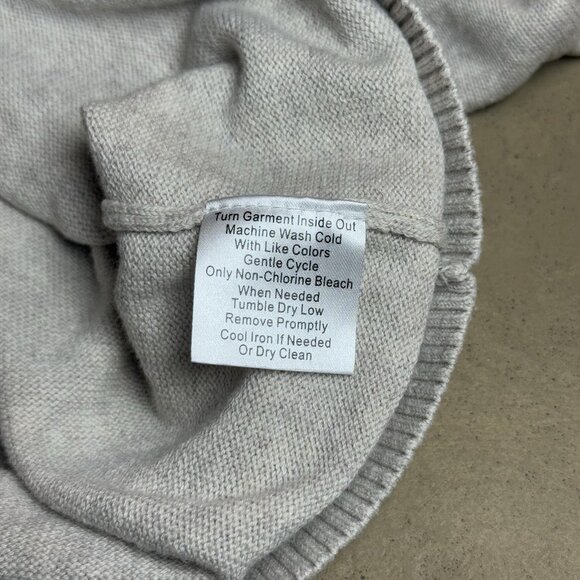 Turn Garment Inside Out
Machine Wash Cold
With Like Colors
Gentle Cycle
Only Non-Chlorine Bleach
When Needed
Tumble Dry Low
Remove Promptly
Cool Iron If Needed
Or Dry Clean